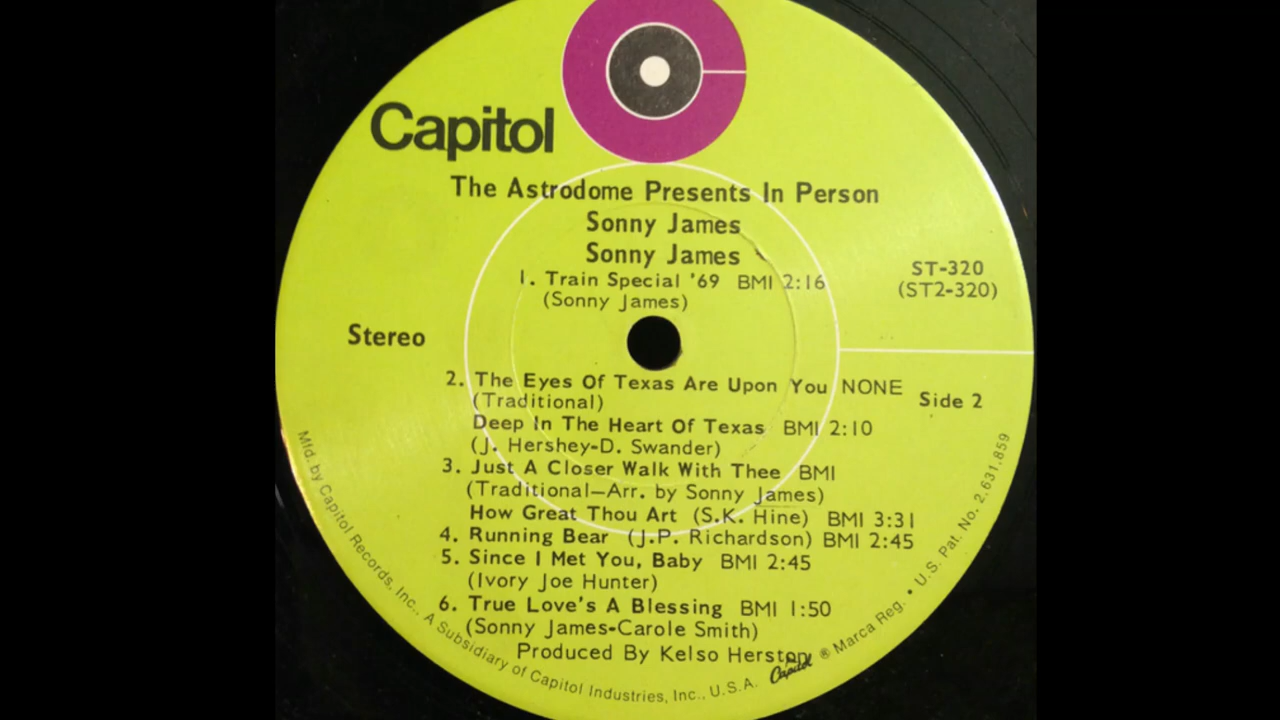 Capitol
The Astrodome Presents In Person
Sonny James
Sonny James
1. Train Special '69 BMI 2:16
(Sonny James)
ST-320
(ST2-320)
Stereo
2. The Eyes Of Texas Are Upon You NONE
(Traditional)
Side 2
Deep In The Heart Of Texas BMI 2:10
(J. Hershey-D. Swander)
3. Just A Closer Walk With Thee BMI
(Traditional—Arr. by Sonny James)
How Great Thou Art (S.K. Hine) BMI 3:31
4. Running Bear (J.P. Richardson) BMI 2:45
5. Since I Met You, Baby BMI 2:45
(Ivory Joe Hunter)
6. True Love's A Blessing BMI 1:50
(Sonny James-Carole Smith)
Produced By Kelso Herston
Mfd. by Capitol Records, Inc., A Subsidiary of Capitol Industries, Inc., U.S.A. Capitol ® Marca Reg. • U.S. Pat. No. 2,631,859